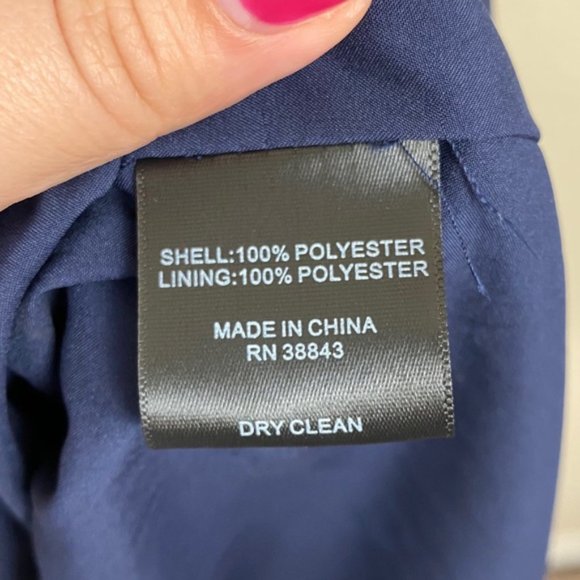 SHELL:100% POLYESTER
LINING:100% POLYESTER
MADE IN CHINA
RN 38843
DRY CLEAN